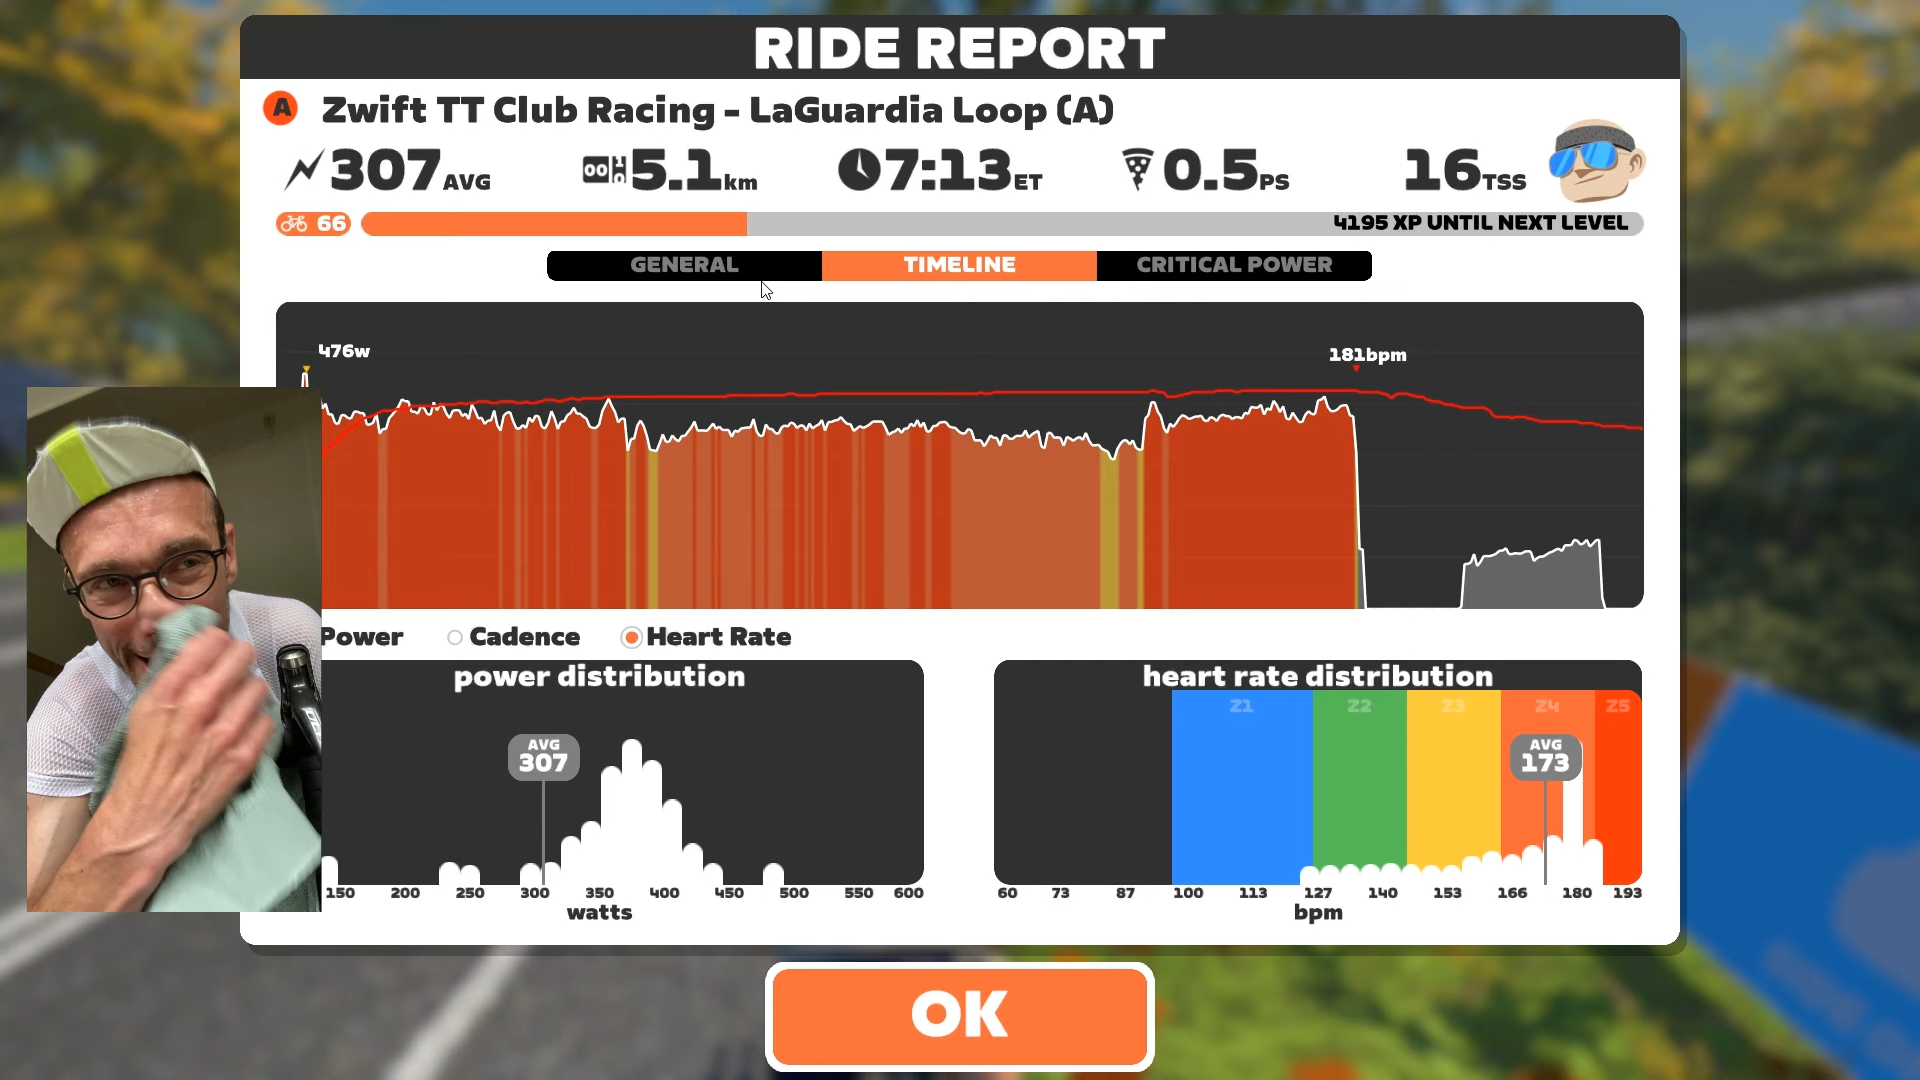 RIDE REPORT
A Zwift TT Club Racing - LaGuardia Loop (A)
307AVG 5.1km 7:13ET 0.5PS 16TSS
66 4195 XP UNTIL NEXT LEVEL
GENERAL TIMELINE CRITICAL POWER
476w 181bpm
Power Cadence Heart Rate
power distribution
AVG
307
150 200 250 300 350 400 450 500 550 600
watts
heart rate distribution
Z1 Z2 Z3 Z4 Z5
AVG
173
60 73 87 100 113 127 140 153 166 180 193
bpm
OK